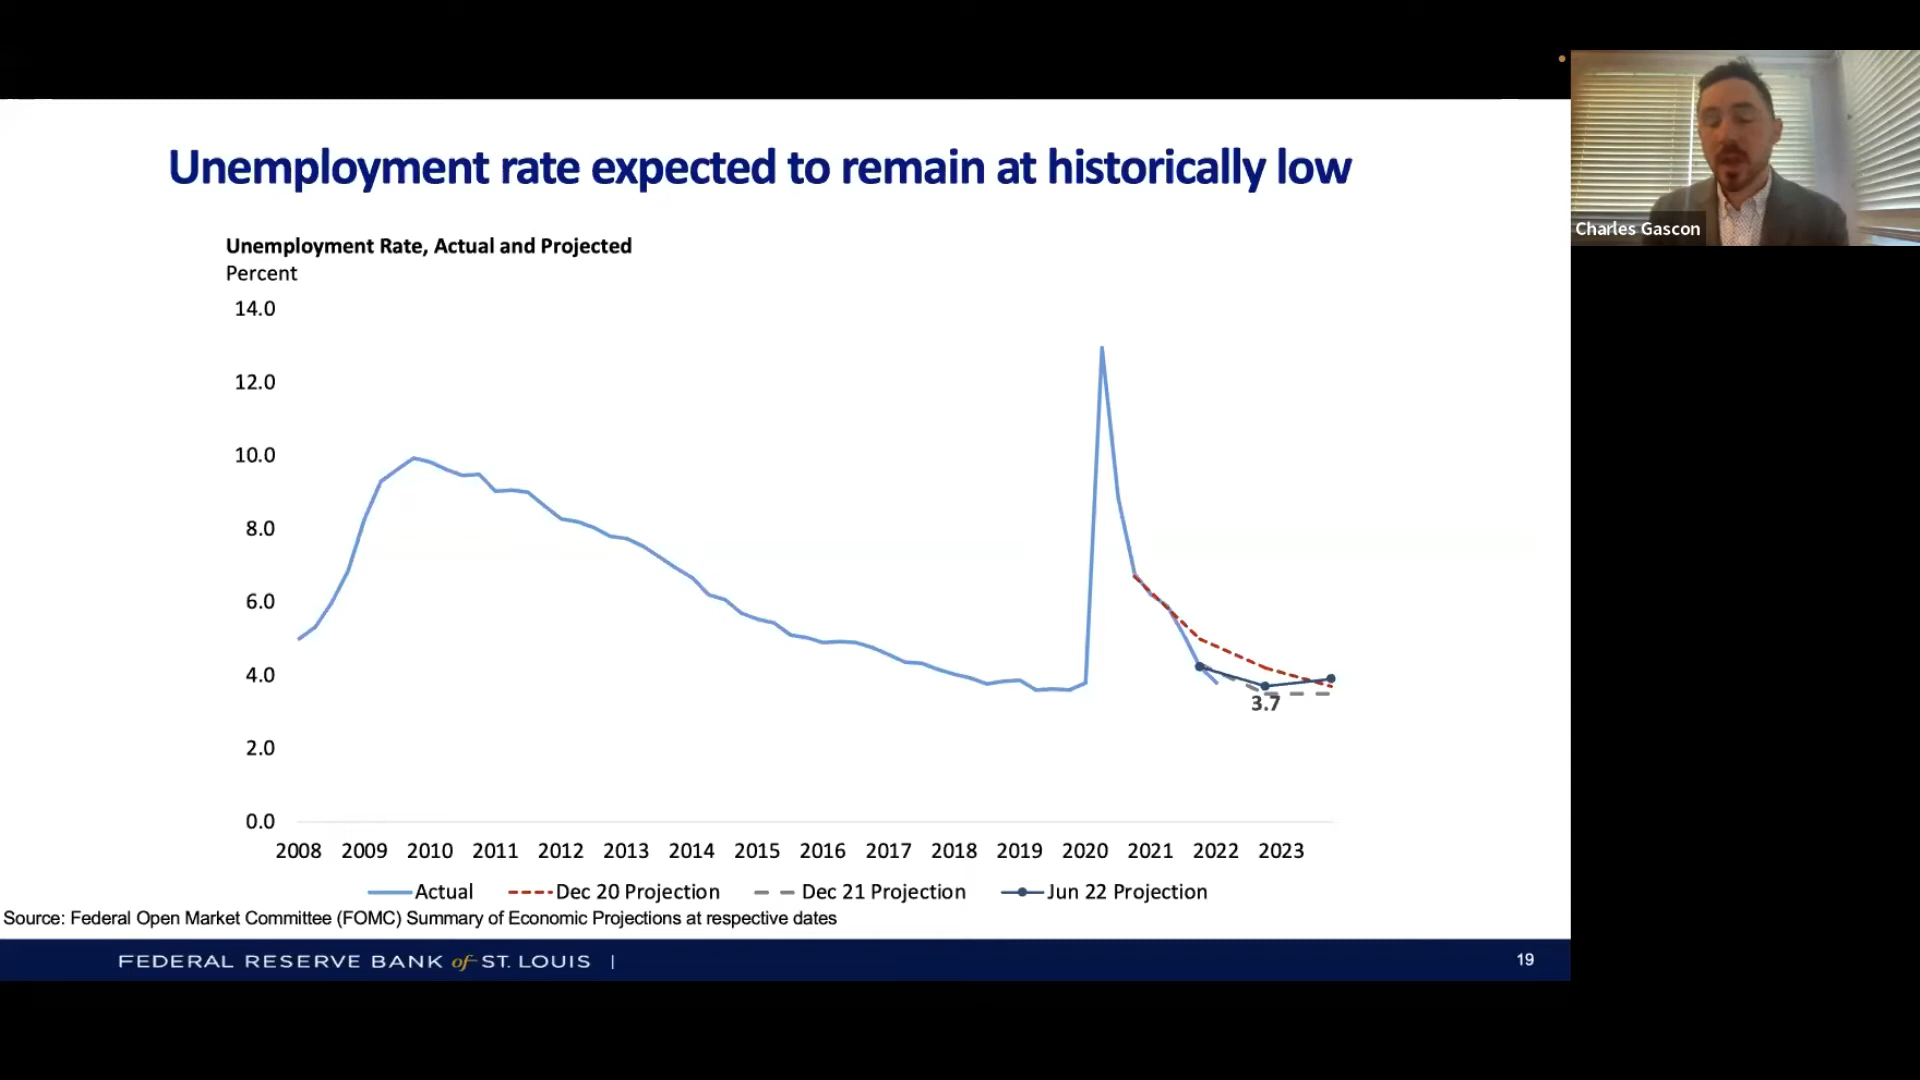 Unemployment rate expected to remain at historically low
Charles Gascon
Unemployment Rate, Actual and Projected
Percent
14.0
12.0
10.0
8.0
6.0
4.0
3.7
2.0
0.0
2008 2009 2010 2011 2012 2013 2014 2015 2016 2017 2018 2019 2020 2021 2022 2023
Actual Dec 20 Projection Dec 21 Projection Jun 22 Projection
Source: Federal Open Market Committee (FOMC) Summary of Economic Projections at respective dates
FEDERAL RESERVE BANK of ST. LOUIS | 19